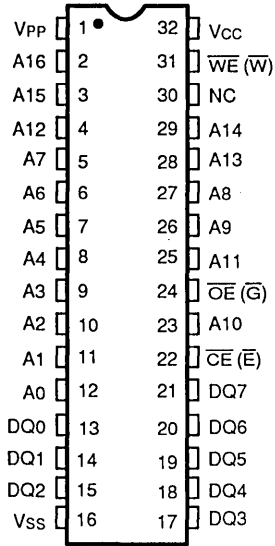 VPP 1 32 VCC
A16 2 31 WE (W)
A15 3 30 NC
A12 4 29 A14
A7 5 28 A13
A6 6 27 A8
A5 7 26 A9
A4 8 25 A11
A3 9 24 OE (G)
A2 10 23 A10
A1 11 22 CE (E)
A0 12 21 DQ7
DQ0 13 20 DQ6
DQ1 14 19 DQ5
DQ2 15 18 DQ4
VSS 16 17 DQ3